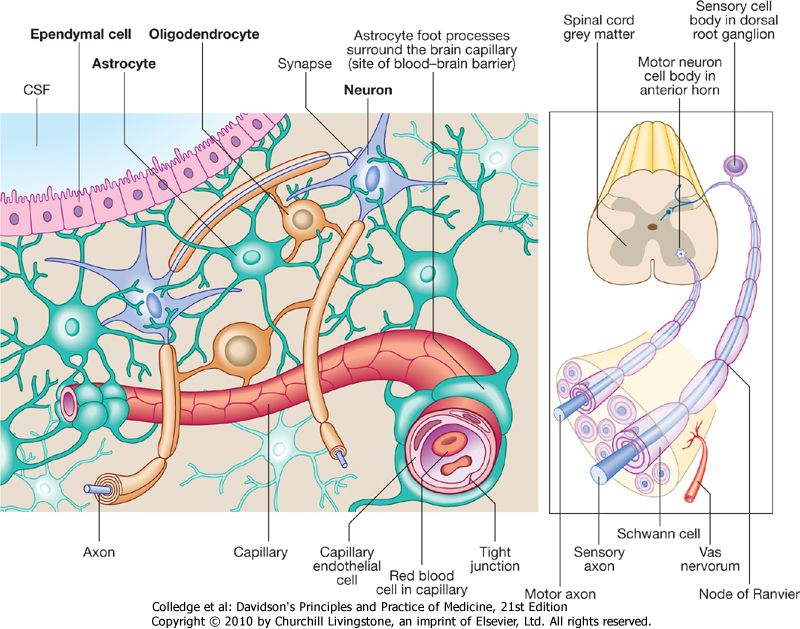 Ependymal cell
Oligodendrocyte
Astrocyte foot processes
surround the brain capillary
(site of blood–brain barrier)
Astrocyte
Synapse
CSF
Neuron
Spinal cord
grey matter
Sensory cell
body in dorsal
root ganglion
Motor neuron
cell body in
anterior horn
Axon
Capillary
Capillary
endothelial
cell
Red blood
cell in capillary
Tight
junction
Motor axon
Sensory
axon
Schwann cell
Vas
nervorum
Node of Ranvier
Colledge et al: Davidson's Principles and Practice of Medicine, 21st Edition
Copyright © 2010 by Churchill Livingstone, an imprint of Elsevier, Ltd. All rights reserved.